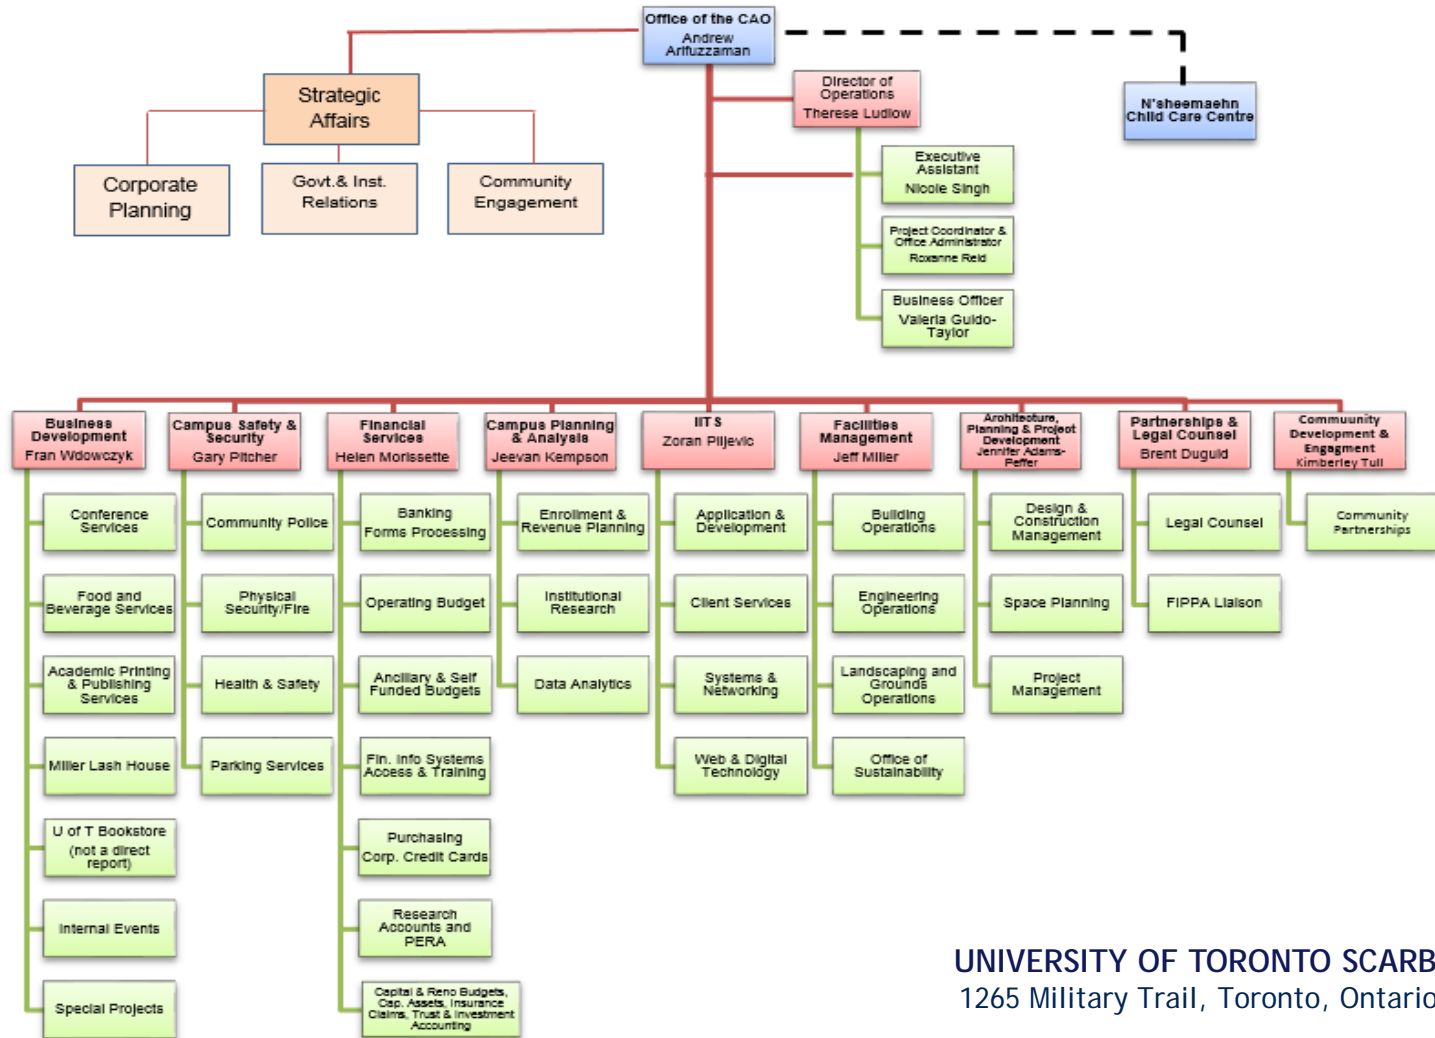 Office of the CAO
Andrew
Arifuzzaman
Director of
Operations
Therese Ludlow
N'sheemaehn
Child Care Centre
Strategic
Affairs
Corporate
Planning
Govt.& Inst.
Relations
Community
Engagement
Executive
Assistant
Nicole Singh
Project Coordinator &
Office Administrator
Roxanne Reid
Business Officer
Valeria Guido-
Taylor
Business
Development
Fran Wdowczyk
Conference
Services
Food and
Beverage Services
Academic Printing
& Publishing
Services
Miller Lash House
U of T Bookstore
(not a direct
report)
Internal Events
Special Projects
Campus Safety &
Security
Gary Pitcher
Community Police
Physical
Security/Fire
Health & Safety
Parking Services
Financial
Services
Helen Morissette
Banking
Forms Processing
Operating Budget
Ancillary & Self
Funded Budgets
Fin. Info Systems
Access & Training
Purchasing
Corp. Credit Cards
Research
Accounts and
PERA
Capital & Reno Budgets,
Cap. Assets, Insurance
Claims, Trust & Investment
Accounting
Campus Planning
& Analysis
Jeevan Kempson
Enrollment &
Revenue Planning
Institutional
Research
Data Analytics
IITS
Zoran Piljevic
Application &
Development
Client Services
Systems &
Networking
Web & Digital
Technology
Facilities
Management
Jeff Miller
Building
Operations
Engineering
Operations
Landscaping and
Grounds
Operations
Office of
Sustainability
Architecture,
Planning & Project
Development
Jennifer Adams-
Peffer
Design &
Construction
Management
Space Planning
Project
Management
Partnerships &
Legal Counsel
Brent Duguid
Legal Counsel
FIPPA Liaison
Community
Development &
Engagment
Kimberley Tull
Community
Partnerships
UNIVERSITY OF TORONTO SCARB
1265 Military Trail, Toronto, Ontario